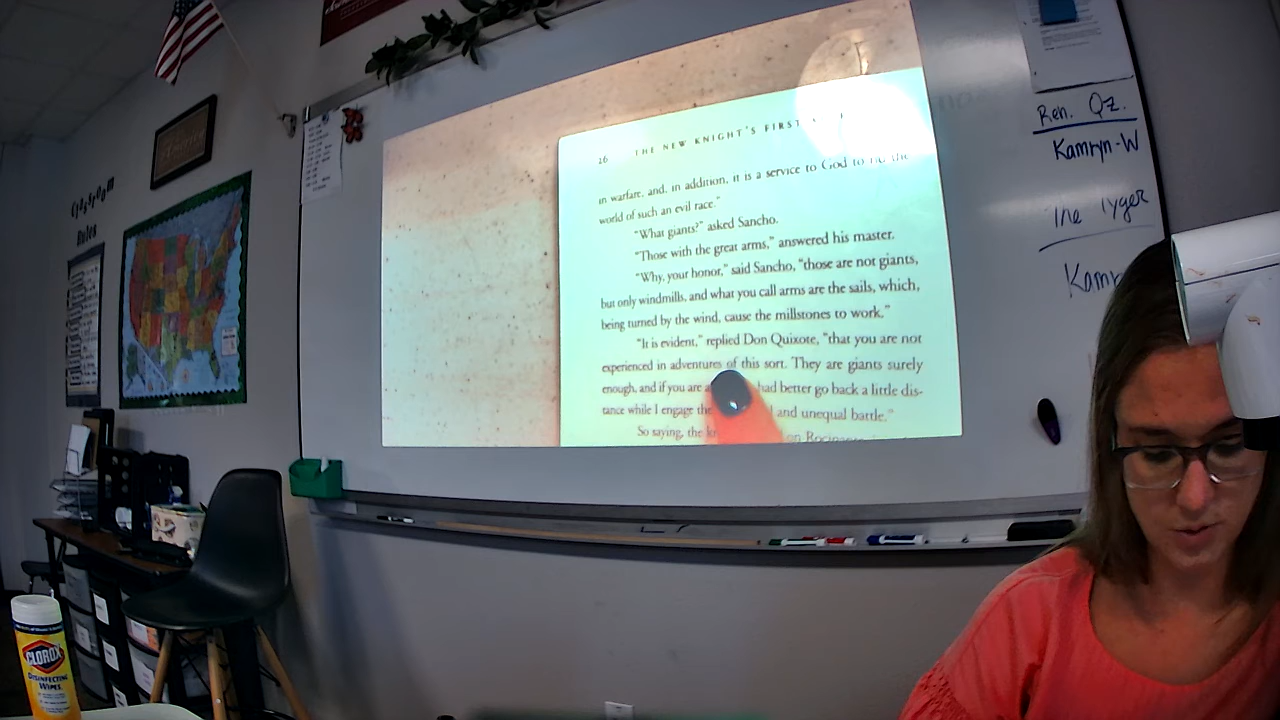 26 THE NEW KNIGHT'S FIRST
in warfare, and, in addition, it is a service to God to the
world of such an evil race."
"What giants?" asked Sancho.
"Those with the great arms," answered his master.
"Why, your honor," said Sancho, "those are not giants,
but only windmills, and what you call arms are the sails, which,
being turned by the wind, cause the millstones to work."
"It is evident," replied Don Quixote, "that you are not
experienced in adventures of this sort. They are giants surely
enough, and if you are had better go back a little dis-
tance while I engage the and unequal battle."
So saying, the on
Ren. Qz.
Kamryn-W
The Tyger
Classroom
Rules
CLOROX
DISINFECTING
WIPES